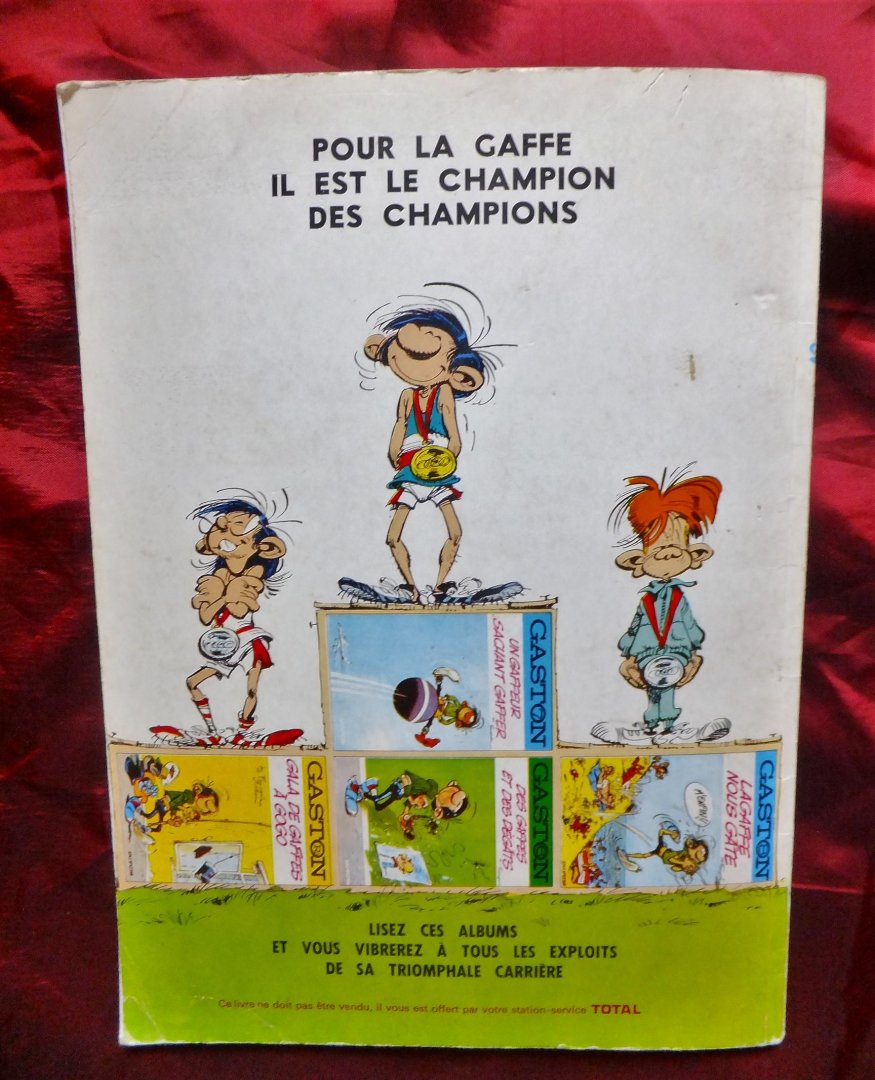 POUR LA GAFFE
IL EST LE CHAMPION
DES CHAMPIONS
GASTON
UN GAFFEUR
SACHANT GAFFER
GASTON
GALA DE GAFFES
À GOGO
GASTON
DES GAFFES
ET DES DÉGÂTS
GASTON
LA GAFFE
NOUS GÂTE
LISEZ CES ALBUMS
ET VOUS VIBREREZ À TOUS LES EXPLOITS
DE SA TRIOMPHALE CARRIÈRE
Ce livre ne doit pas être vendu, il vous est offert par votre station-service TOTAL